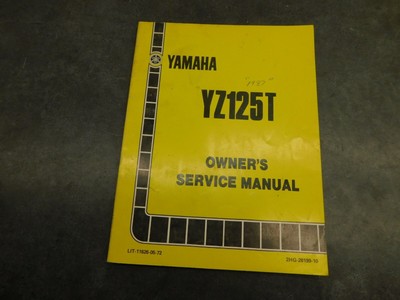 YAMAHA
YZ125T
OWNER'S
SERVICE MANUAL